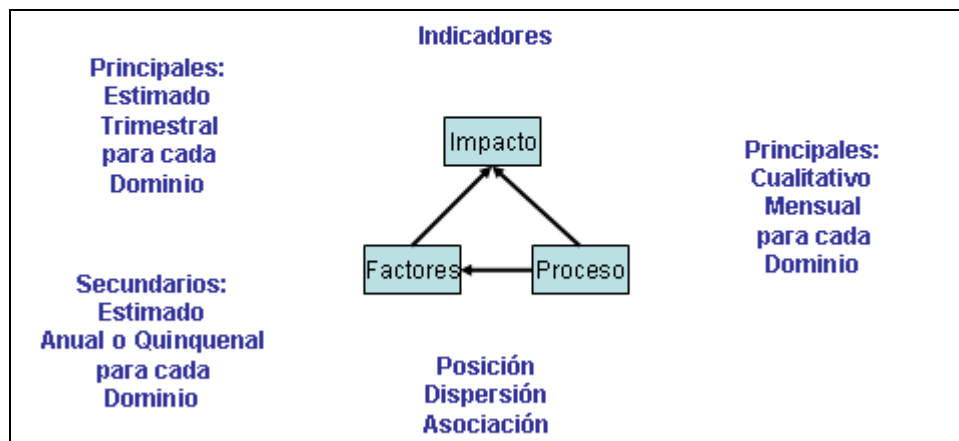 Indicadores
Principales:
Estimado
Trimestral
para cada
Dominio
Impacto
Principales:
Cualitativo
Mensual
para cada
Dominio
Factores
Proceso
Secundarios:
Estimado
Anual o Quinquenal
para cada
Dominio
Posición
Dispersión
Asociación